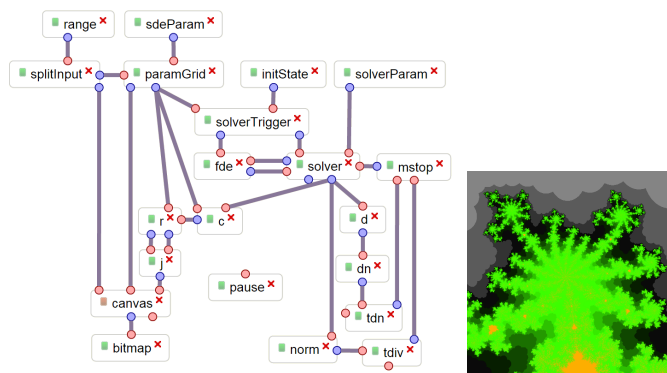 range
sdeParam
splitInput
paramGrid
initState
solverParam
solverTrigger
fde
solver
mstop
r
c
d
j
dn
pause
canvas
tdn
bitmap
norm
tdiv